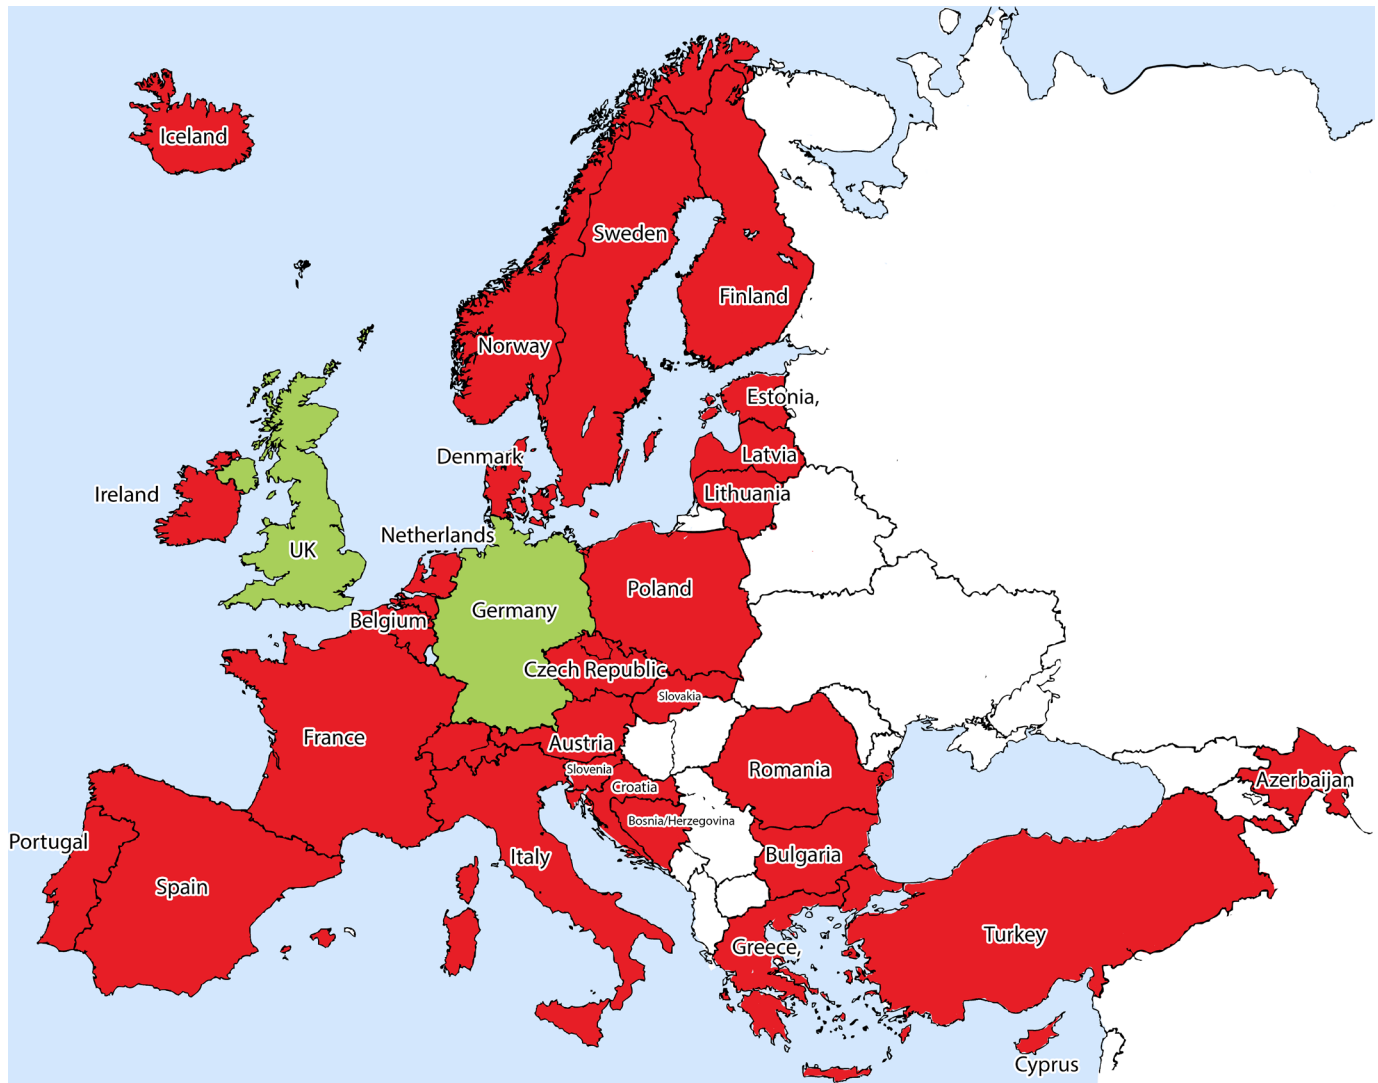 Iceland
Sweden
Finland
Norway
Estonia,
Denmark
Latvia
Ireland
Lithuania
Netherlands
UK
Poland
Germany
Belgium
Czech Republic
Slovakia
France
Austria
Slovenia
Romania
Azerbaijan
Croatia
Bosnia/Herzegovina
Portugal
Italy
Bulgaria
Spain
Turkey
Greece,
Cyprus